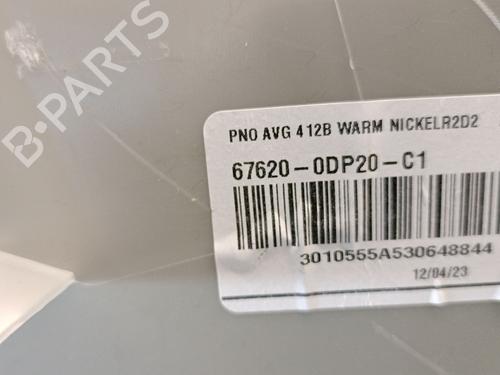 B-PARTS
PNO AVG 412B WARM NICKELR2D2
67620-0DP20-C1
3010555A530648844
12/04/23